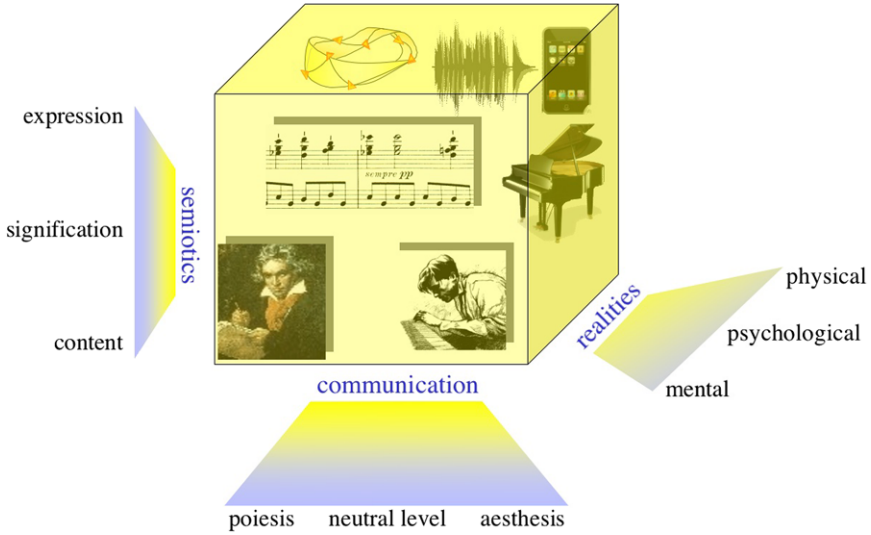 expression
signification
content
semiotics
sempre pp
communication
poiesis neutral level aesthesis
realities
physical
psychological
mental